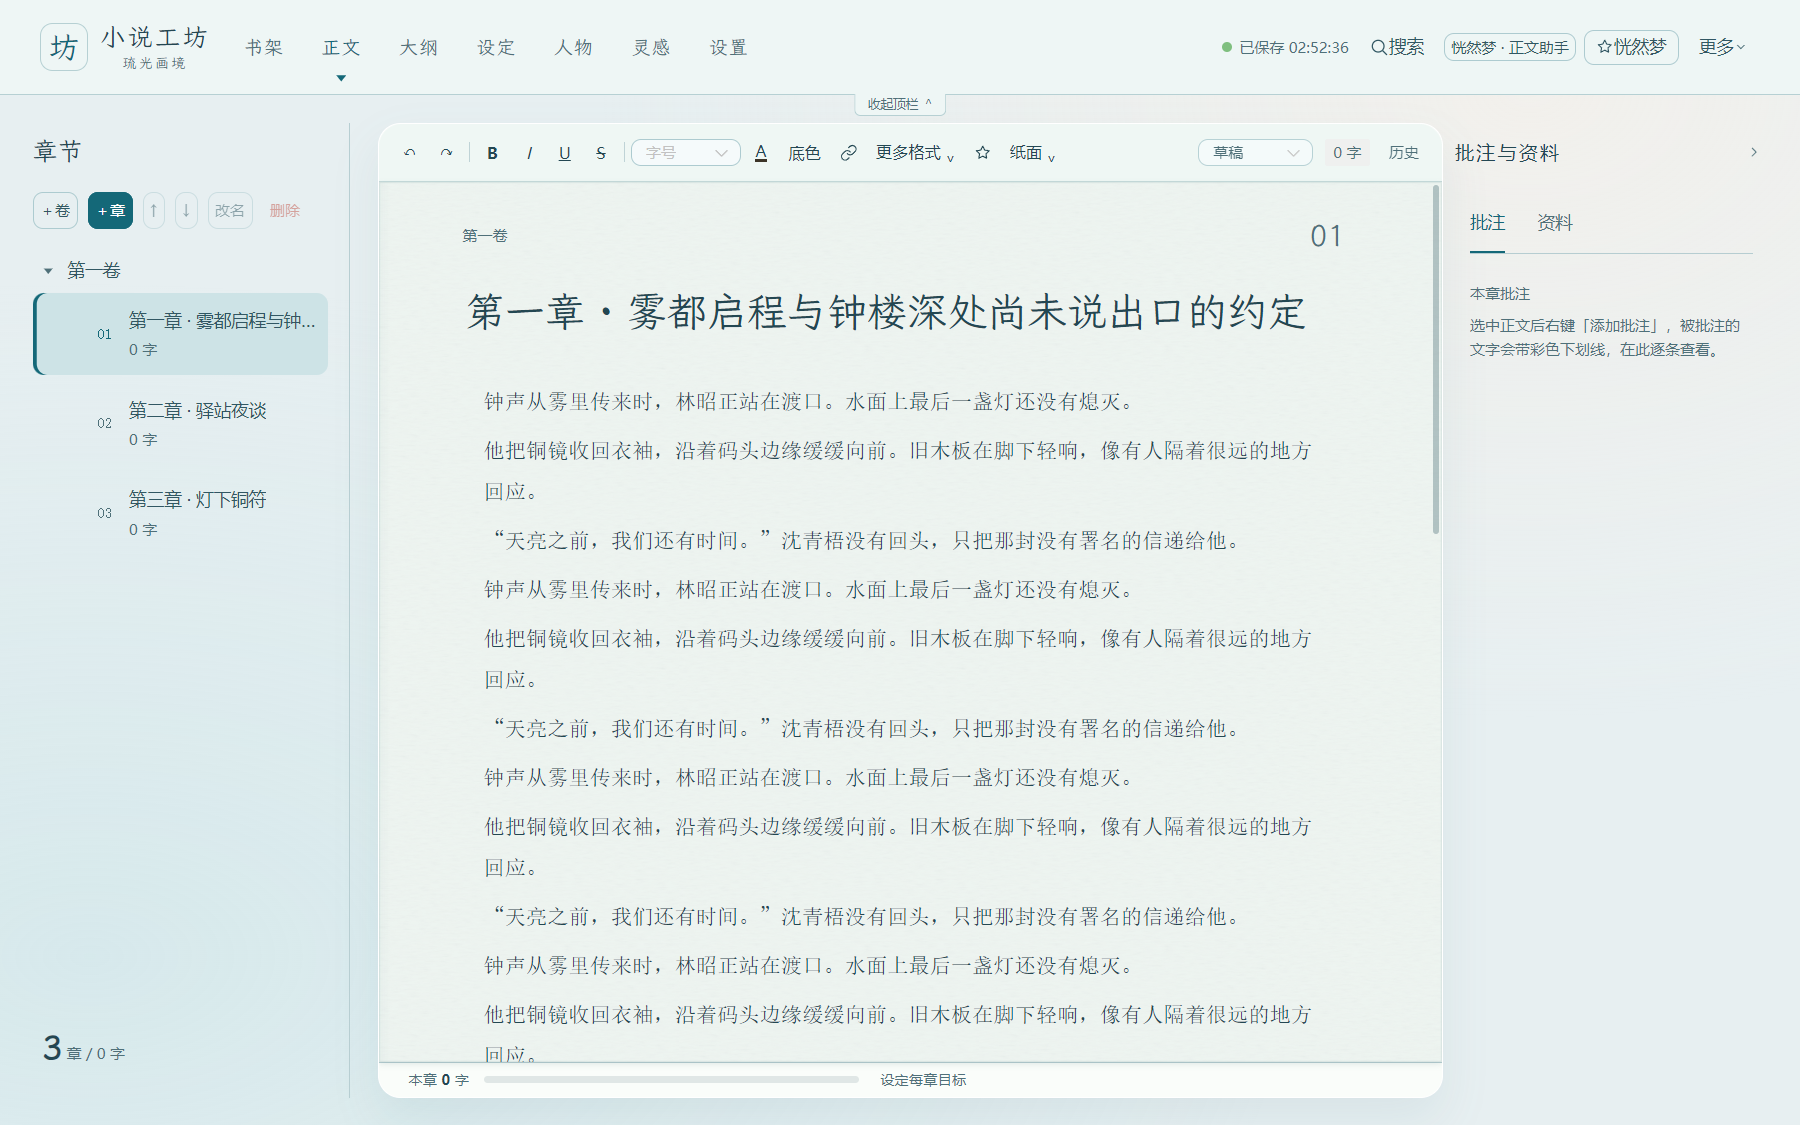 坊
小说工坊
琉光画境
书架 正文 大纲 设定 人物 灵感 设置
已保存 02:52:36 搜索 恍然梦 · 正文助手 恍然梦 更多
收起顶栏 ^
章节
+卷 +章 ↑ ↓ 改名 删除
第一卷
01 第一章 · 雾都启程与钟...
0 字
02 第二章 · 驿站夜谈
0 字
03 第三章 · 灯下铜符
0 字
3 章 / 0 字
B I U S 字号 A 底色 更多格式 纸面 草稿 0 字 历史
第一卷 01
第一章・雾都启程与钟楼深处尚未说出口的约定
钟声从雾里传来时，林昭正站在渡口。水面上最后一盏灯还没有熄灭。
他把铜镜收回衣袖，沿着码头边缘缓缓向前。旧木板在脚下轻响，像有人隔着很远的地方
回应。
“天亮之前，我们还有时间。”沈青梧没有回头，只把那封没有署名的信递给他。
钟声从雾里传来时，林昭正站在渡口。水面上最后一盏灯还没有熄灭。
他把铜镜收回衣袖，沿着码头边缘缓缓向前。旧木板在脚下轻响，像有人隔着很远的地方
回应。
“天亮之前，我们还有时间。”沈青梧没有回头，只把那封没有署名的信递给他。
钟声从雾里传来时，林昭正站在渡口。水面上最后一盏灯还没有熄灭。
他把铜镜收回衣袖，沿着码头边缘缓缓向前。旧木板在脚下轻响，像有人隔着很远的地方
回应。
“天亮之前，我们还有时间。”沈青梧没有回头，只把那封没有署名的信递给他。
钟声从雾里传来时，林昭正站在渡口。水面上最后一盏灯还没有熄灭。
他把铜镜收回衣袖，沿着码头边缘缓缓向前。旧木板在脚下轻响，像有人隔着很远的地方
回应。
本章 0 字 设定每章目标
批注与资料
批注 资料
本章批注
选中正文后右键「添加批注」，被批注的
文字会带彩色下划线，在此逐条查看。